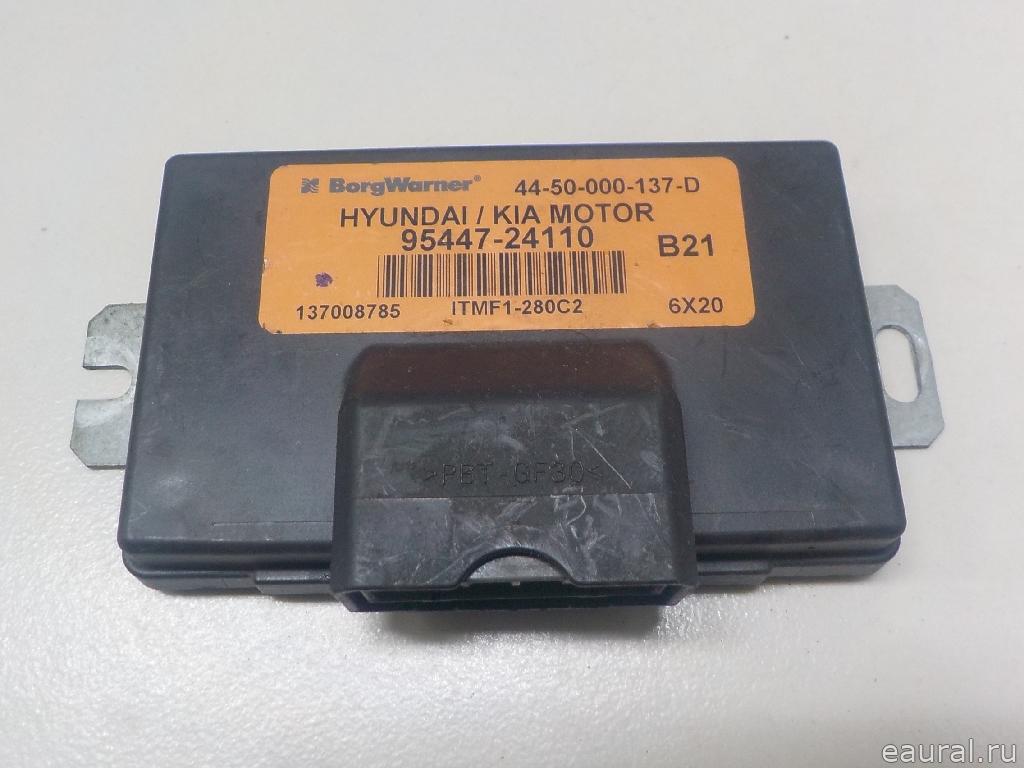 BorgWarner® 44-50-000-137-D
HYUNDAI / KIA MOTOR
95447-24110
B21
137008785 ITMF1-280C2 6X20
>PBT-GF30<
eaural.ru